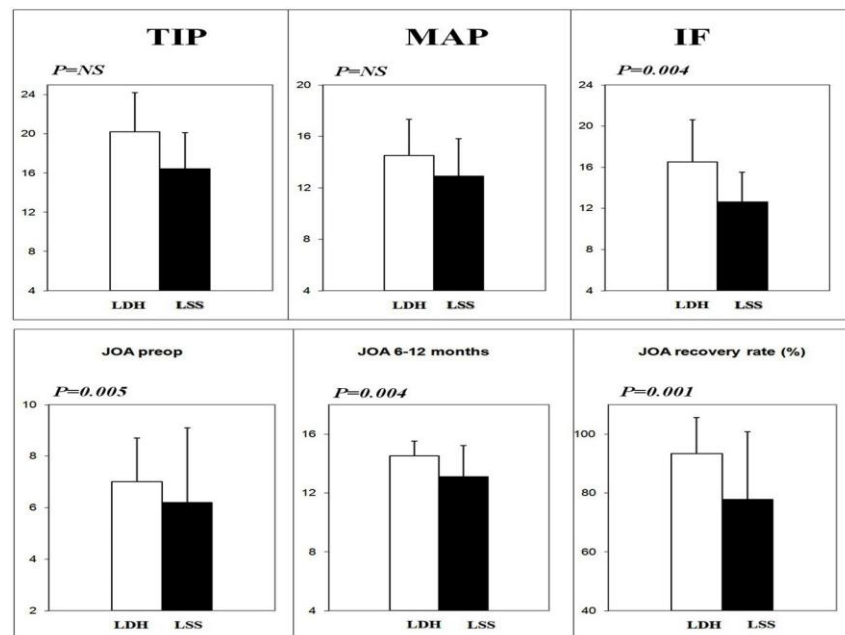 TIP
P=NS
24
20
16
12
8
4
LDH LSS
MAP
P=NS
20
16
12
8
4
LDH LSS
IF
P=0.004
24
20
16
12
8
4
LDH LSS
JOA preop
P=0.005
10
8
6
4
2
LDH LSS
JOA 6-12 months
P=0.004
16
13
10
7
4
LDH LSS
JOA recovery rate (%)
P=0.001
100
80
60
40
LDH LSS